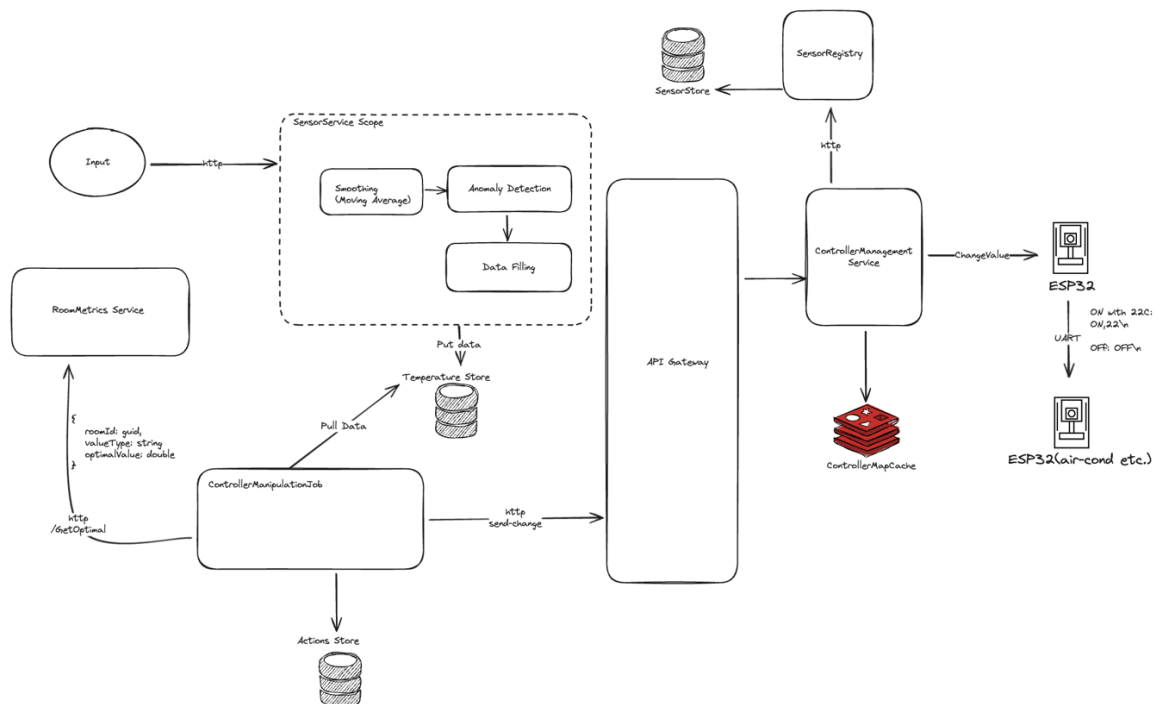 SensorRegistry
SensorStore
http
SensorService Scope
Input
http
Smoothing
(Moving Average)
Anomaly Detection
Data Filling
ControllerManagement
Service
ChangeValue
ESP32
ON with 22C:
ON,22\n
UART
OFF: OFF\n
RoomMetrics Service
Put data
Temperature Store
API Gateway
Pull Data
{
roomId: guid,
valueType: string
optimalValue: double
}
ControllerMapCache
ESP32(air-cond etc.)
ControllerManipulationJob
http
/GetOptimal
http
send-change
Actions Store